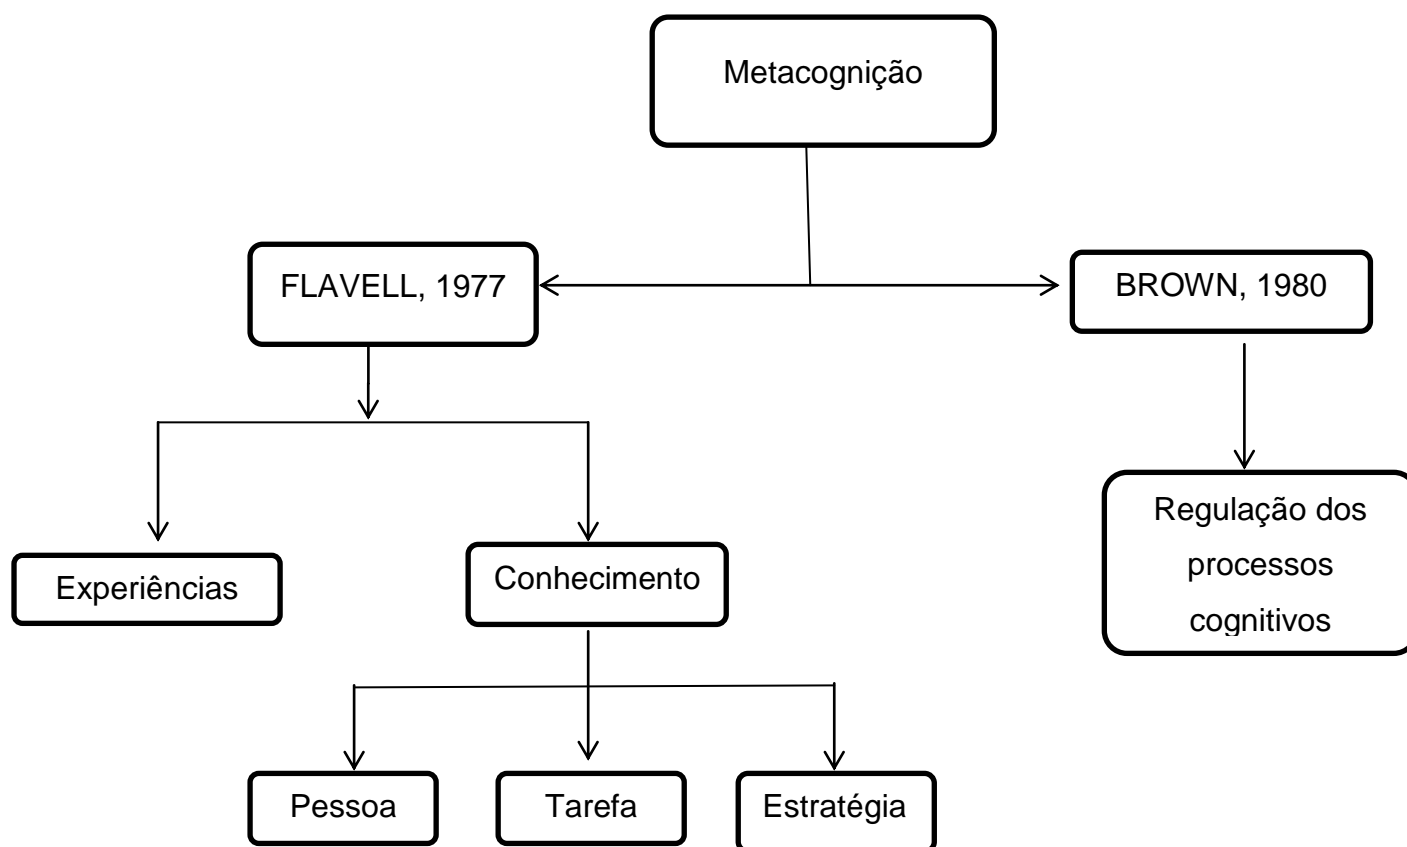 Metacognição
FLAVELL, 1977
BROWN, 1980
Experiências
Conhecimento
Regulação dos
processos
cognitivos
Pessoa
Tarefa
Estratégia